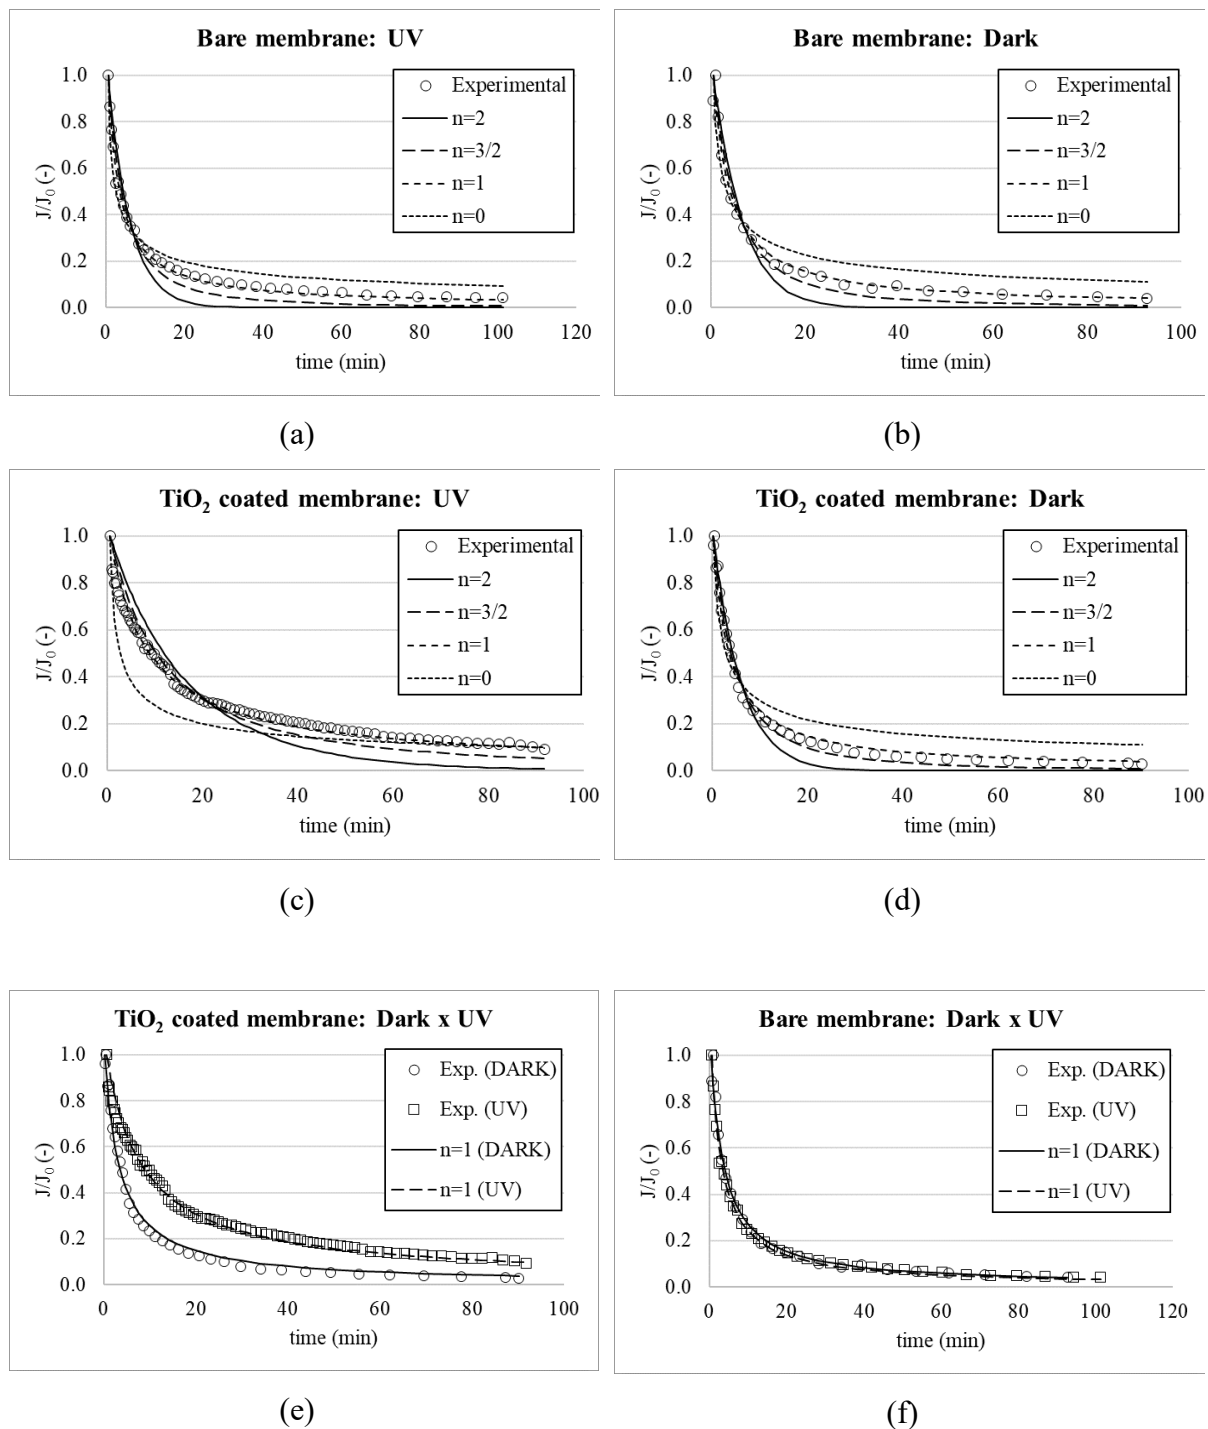 Bare membrane: UV
1.0
0.8
0.6
0.4
0.2
0.0
J/J₀ (-)
0 20 40 60 80 100 120
time (min)
Experimental
n=2
n=3/2
n=1
n=0
(a)
Bare membrane: Dark
1.0
0.8
0.6
0.4
0.2
0.0
J/J₀ (-)
0 20 40 60 80 100
time (min)
Experimental
n=2
n=3/2
n=1
n=0
(b)
TiO₂ coated membrane: UV
1.0
0.8
0.6
0.4
0.2
0.0
J/J₀ (-)
0 20 40 60 80 100
time (min)
Experimental
n=2
n=3/2
n=1
n=0
(c)
TiO₂ coated membrane: Dark
1.0
0.8
0.6
0.4
0.2
0.0
J/J₀ (-)
0 20 40 60 80 100
time (min)
Experimental
n=2
n=3/2
n=1
n=0
(d)
TiO₂ coated membrane: Dark x UV
1.0
0.8
0.6
0.4
0.2
0.0
J/J₀ (-)
0 20 40 60 80 100
time (min)
Exp. (DARK)
Exp. (UV)
n=1 (DARK)
n=1 (UV)
(e)
Bare membrane: Dark x UV
1.0
0.8
0.6
0.4
0.2
0.0
J/J₀ (-)
0 20 40 60 80 100 120
time (min)
Exp. (DARK)
Exp. (UV)
n=1 (DARK)
n=1 (UV)
(f)